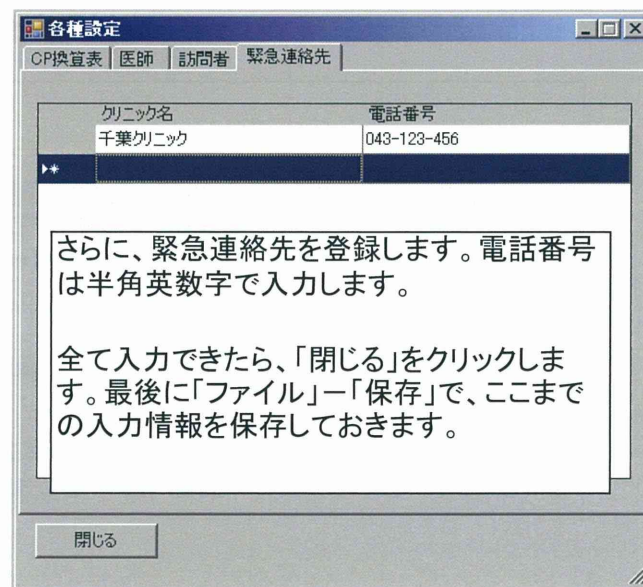 各種設定
CP換算表 医師 訪問者 緊急連絡先
クリニック名 電話番号
千葉クリニック 043-123-456
さらに、緊急連絡先を登録します。電話番号
は半角英数字で入力します。
全て入力できたら、「閉じる」をクリックしま
す。最後に「ファイル」ー「保存」で、ここまで
の入力情報を保存しておきます。
閉じる